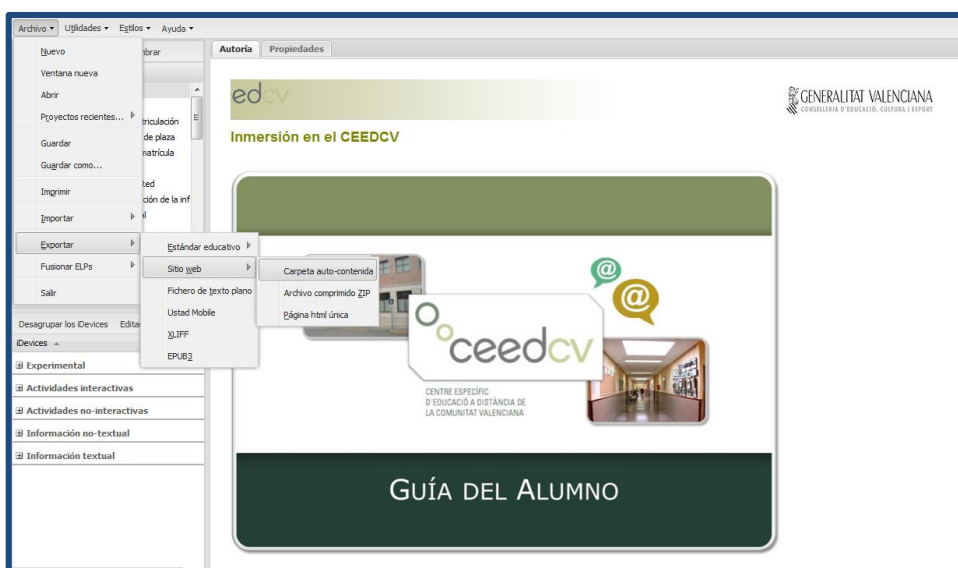 Archivo Utilidades Estilos Ayuda
Nuevo
Ventana nueva
Abrir
Proyectos recientes...
Guardar
Guardar como...
Imprimir
Importar
Exportar
Fusionar ELPs
Salir
brar
triculación
de plaza
matrícula
ted
ción de la inf
al
Estándar educativo
Sitio web
Fichero de texto plano
Ustad Mobile
XLIFF
EPUB3
Carpeta auto-contenida
Archivo comprimido ZIP
Página html única
Desagrupar los iDevices Edita
iDevices
Experimental
Actividades interactivas
Actividades no-interactivas
Información no-textual
Información textual
Autoría Propiedades
edcv
GENERALITAT VALENCIANA
CONSELLERIA D'EDUCACIÓ, CULTURA I ESPORT
Inmersión en el CEEDCV
@
@
ceedcv
CENTRE ESPECÍFIC
D'EDUCACIÓ A DISTÀNCIA DE
LA COMUNITAT VALENCIANA
GUÍA DEL ALUMNO